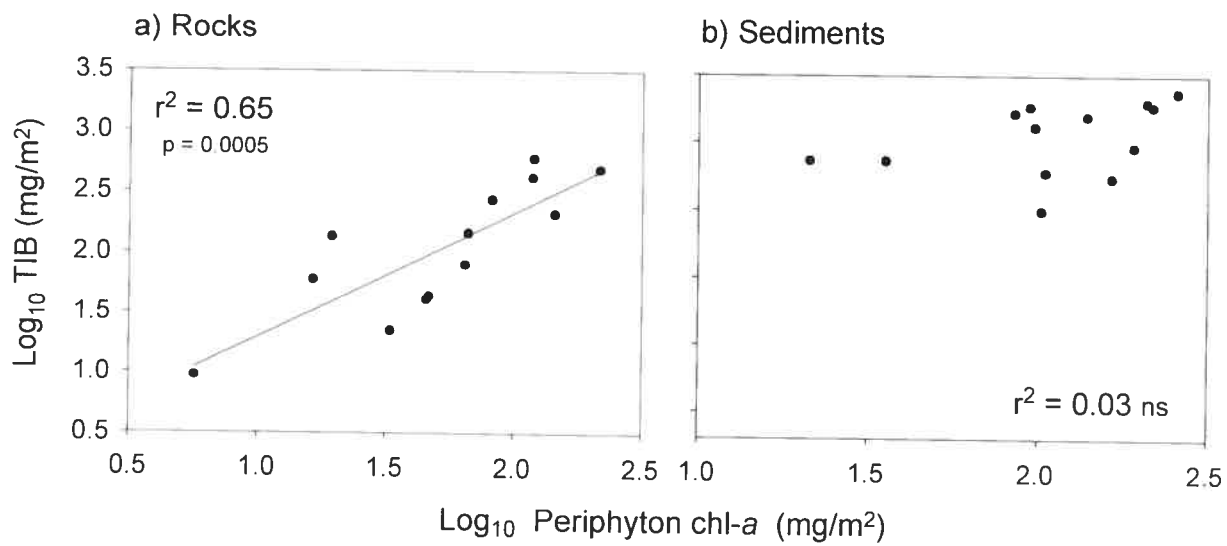 a) Rocks
b) Sediments
3.5
3.0
2.5
2.0
1.5
1.0
0.5
Log₁₀ TIB (mg/m²)
r² = 0.65
p = 0.0005
r² = 0.03 ns
0.5 1.0 1.5 2.0 2.5
1.0 1.5 2.0 2.5
Log₁₀ Periphyton chl-a (mg/m²)